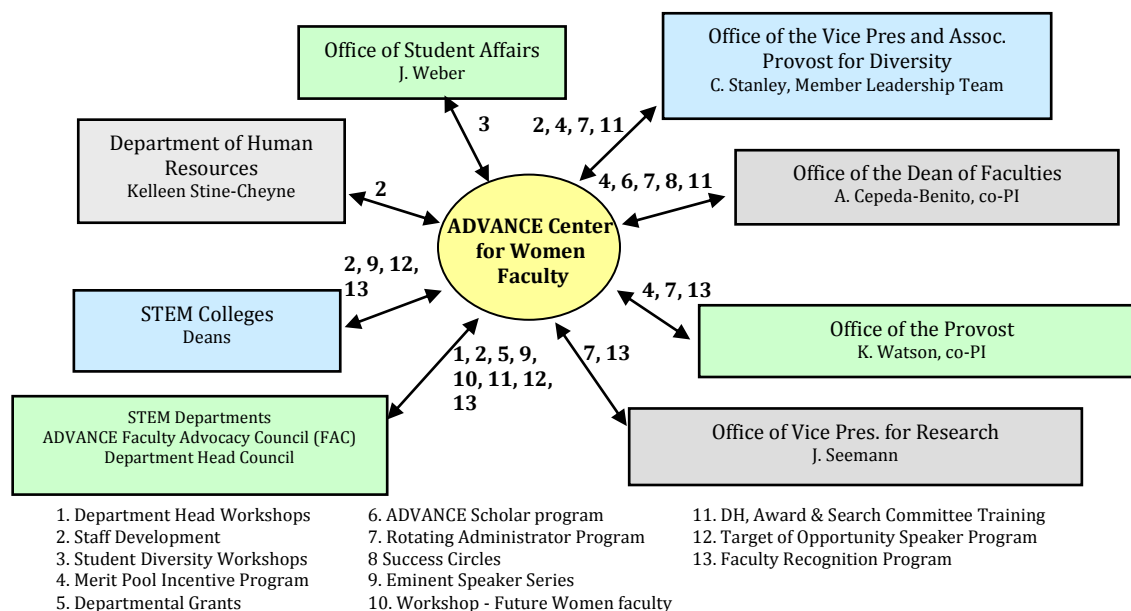 Office of Student Affairs
J. Weber
Office of the Vice Pres and Assoc.
Provost for Diversity
C. Stanley, Member Leadership Team
3
2, 4, 7, 11
Department of Human
Resources
Kelleen Stine-Cheyne
2
Office of the Dean of Faculties
A. Cepeda-Benito, co-PI
4, 6, 7, 8, 11
ADVANCE Center
for Women
Faculty
2, 9, 12,
13
STEM Colleges
Deans
4, 7, 13
Office of the Provost
K. Watson, co-PI
1, 2, 5, 9,
10, 11, 12,
13
7, 13
STEM Departments
ADVANCE Faculty Advocacy Council (FAC)
Department Head Council
Office of Vice Pres. for Research
J. Seemann
1. Department Head Workshops
2. Staff Development
3. Student Diversity Workshops
4. Merit Pool Incentive Program
5. Departmental Grants
6. ADVANCE Scholar program
7. Rotating Administrator Program
8 Success Circles
9. Eminent Speaker Series
10. Workshop - Future Women faculty
11. DH, Award & Search Committee Training
12. Target of Opportunity Speaker Program
13. Faculty Recognition Program